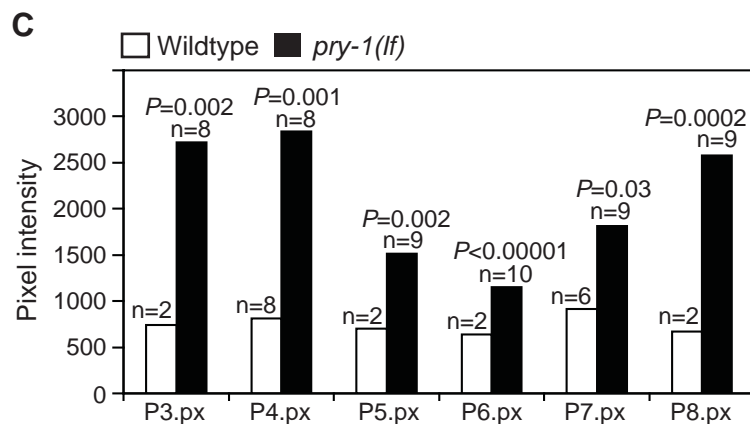 C
Wildtype pry-1(lf)
Pixel intensity
3000
2500
2000
1500
1000
500
0
P=0.002
n=8
n=2
P=0.001
n=8
n=8
P=0.002
n=9
n=2
P<0.00001
n=10
n=2
P=0.03
n=9
n=6
P=0.0002
n=9
n=2
P3.px P4.px P5.px P6.px P7.px P8.px